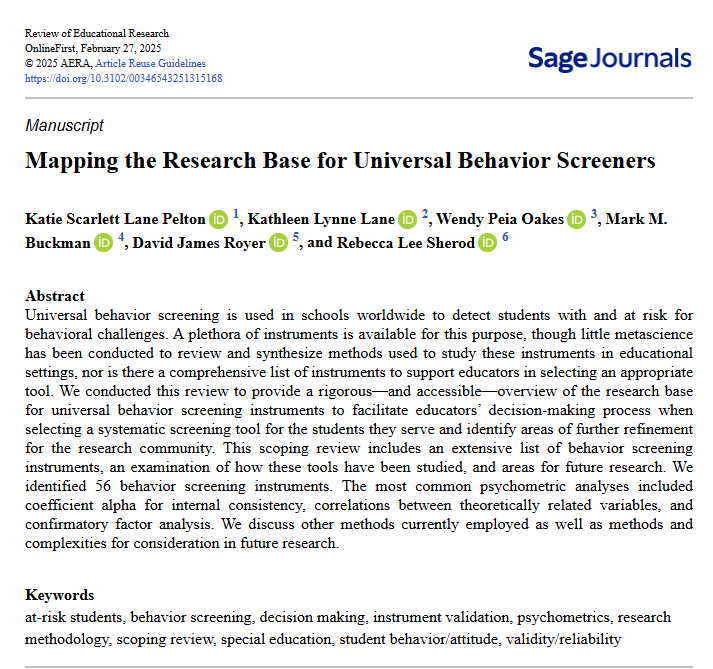 Review of Educational Research
OnlineFirst, February 27, 2025
© 2025 AERA, Article Reuse Guidelines
https://doi.org/10.3102/00346543251315168
Sage Journals
Manuscript
Mapping the Research Base for Universal Behavior Screeners
Katie Scarlett Lane Pelton iD 1, Kathleen Lynne Lane iD 2, Wendy Peia Oakes iD 3, Mark M.
Buckman iD 4, David James Royer iD 5, and Rebecca Lee Sherod iD 6
Abstract
Universal behavior screening is used in schools worldwide to detect students with and at risk for
behavioral challenges. A plethora of instruments is available for this purpose, though little metascience
has been conducted to review and synthesize methods used to study these instruments in educational
settings, nor is there a comprehensive list of instruments to support educators in selecting an appropriate
tool. We conducted this review to provide a rigorous—and accessible—overview of the research base
for universal behavior screening instruments to facilitate educators’ decision-making process when
selecting a systematic screening tool for the students they serve and identify areas of further refinement
for the research community. This scoping review includes an extensive list of behavior screening
instruments, an examination of how these tools have been studied, and areas for future research. We
identified 56 behavior screening instruments. The most common psychometric analyses included
coefficient alpha for internal consistency, correlations between theoretically related variables, and
confirmatory factor analysis. We discuss other methods currently employed as well as methods and
complexities for consideration in future research.
Keywords
at-risk students, behavior screening, decision making, instrument validation, psychometrics, research
methodology, scoping review, special education, student behavior/attitude, validity/reliability